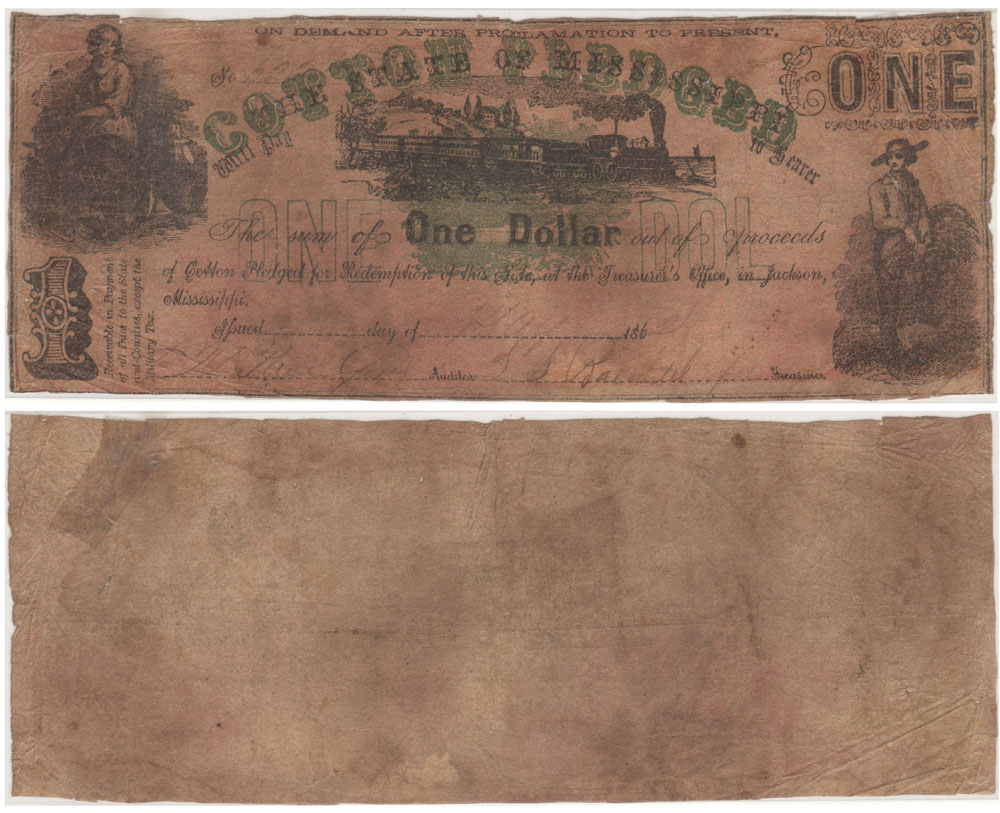 ON DEMAND AFTER PROCLAMATION TO PRESENT.
No
COTTON PLEDGED
THE STATE OF MISSISSIPPI
Will Pay
to Bearer
ONE
ONE DOL
The sum of One Dollar out of proceeds
of Cotton Pledged for Redemption of this Note, at the Treasurer's Office, in Jackson,
Mississippi.
Issued day of 186
Auditor Treasurer
1
Receivable in Payment
of all Dues to the State
and Counties, except the
Military Tax.